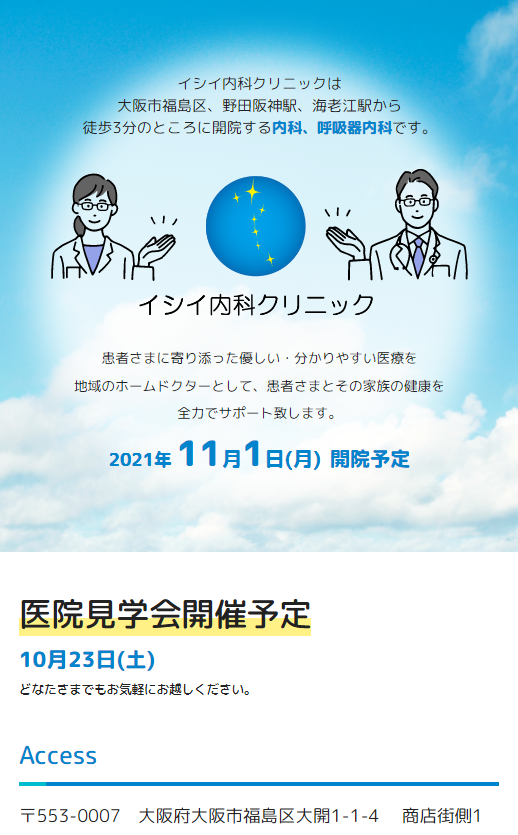 イシイ内科クリニックは
大阪市福島区、野田阪神駅、海老江駅から
徒歩3分のところに開院する内科、呼吸器内科です。
イシイ内科クリニック
患者さまに寄り添った優しい・分かりやすい医療を
地域のホームドクターとして、患者さまとその家族の健康を
全力でサポート致します。
2021年 11月1日(月) 開院予定
医院見学会開催予定
10月23日(土)
どなたさまでもお気軽にお越しください。
Access
〒553-0007　大阪府大阪市福島区大開1-1-4　商店街側1